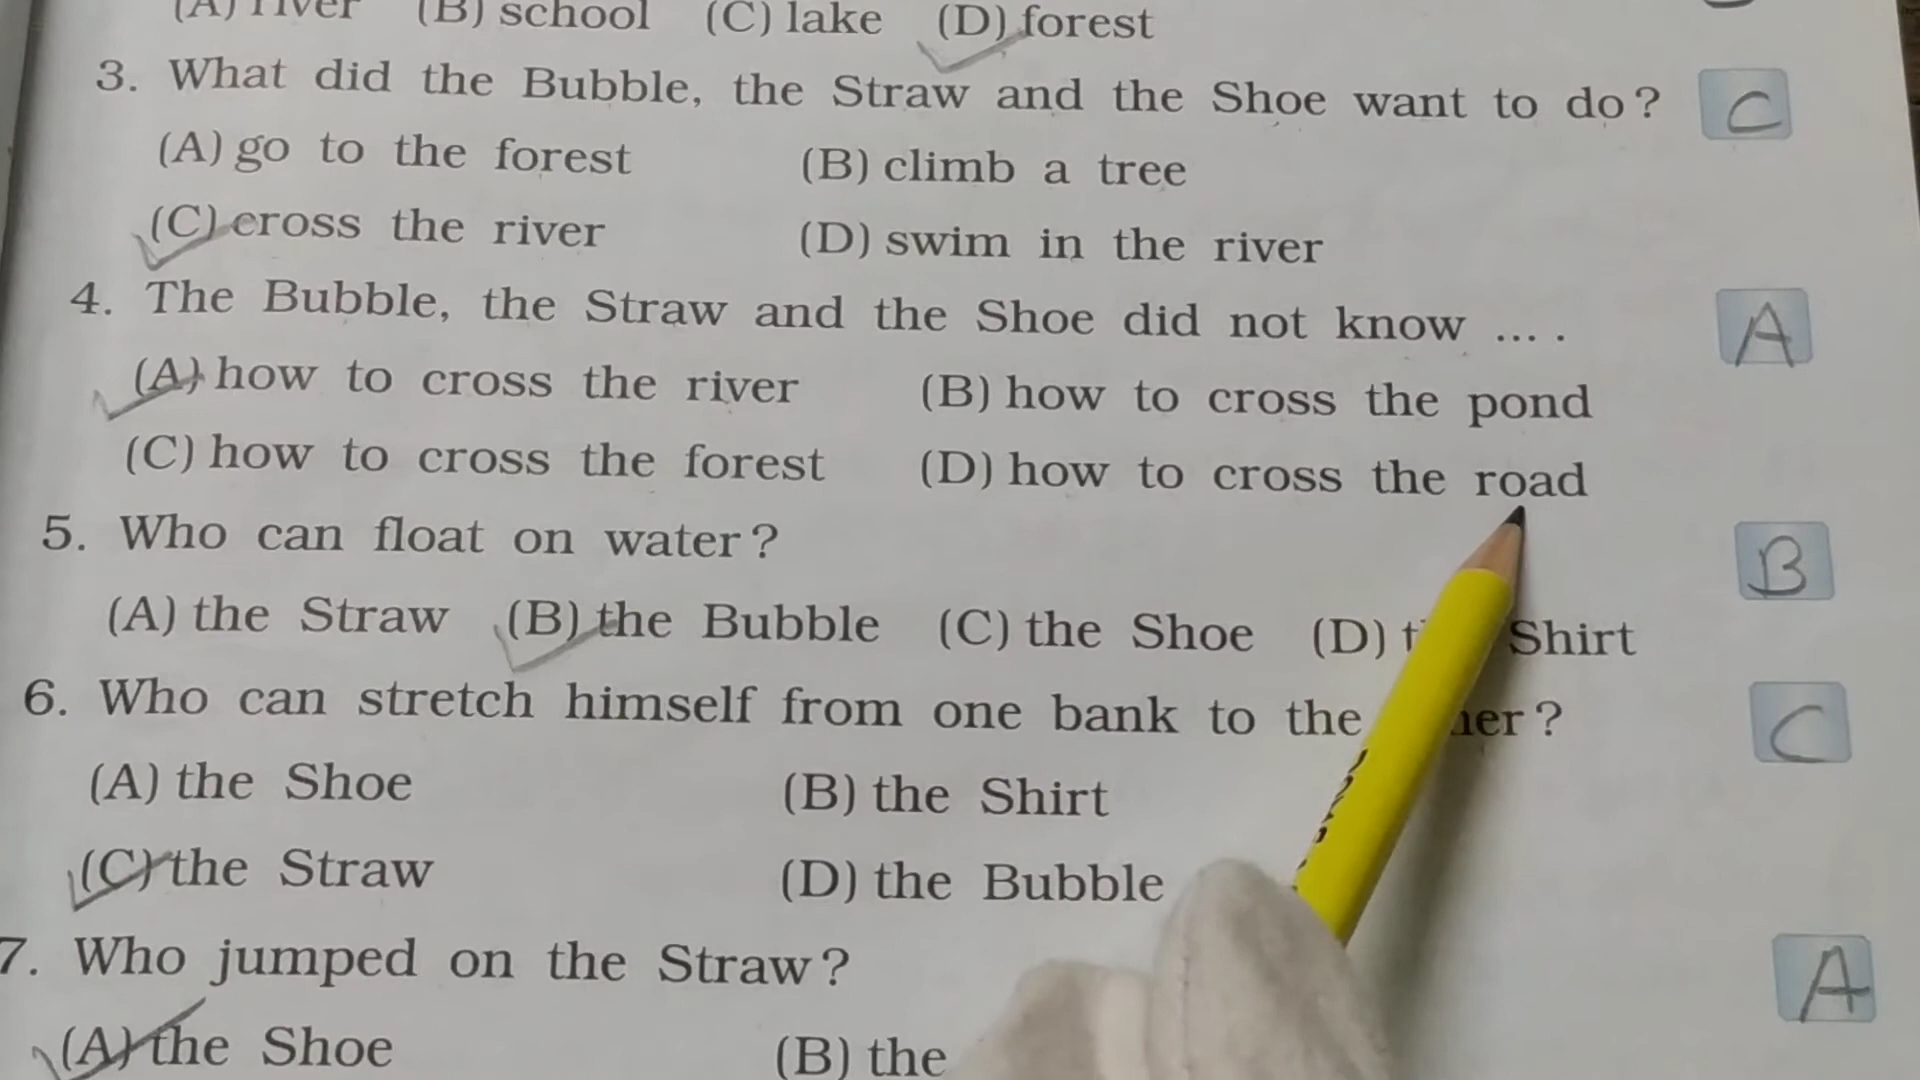 (A) river (B) school (C) lake (D) forest
3. What did the Bubble, the Straw and the Shoe want to do? C
(A) go to the forest (B) climb a tree
(C) cross the river (D) swim in the river
4. The Bubble, the Straw and the Shoe did not know .... A
(A) how to cross the river (B) how to cross the pond
(C) how to cross the forest (D) how to cross the road
5. Who can float on water? B
(A) the Straw (B) the Bubble (C) the Shoe (D) Shirt
6. Who can stretch himself from one bank to the ? C
(A) the Shoe (B) the Shirt
(C) the Straw (D) the Bubble
7. Who jumped on the Straw? A
(A) the Shoe (B) the